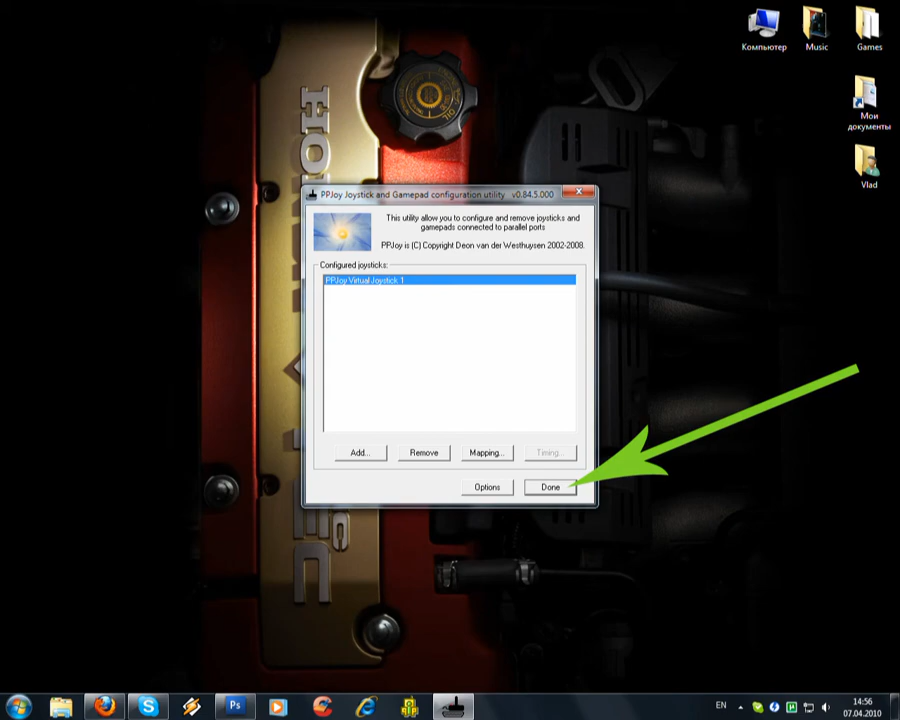 Компьютер
Music
Games
Мои
документы
Vlad
PPJoy Joystick and Gamepad configuration utility v0.84.5.000
This utility allow you to configure and remove joysticks and
gamepads connected to parallel ports
PPJoy is (C) Copyright Deon van der Westhuysen 2002-2008.
Configured joysticks:
PPJoy Virtual Joystick 1
Add...
Remove
Mapping...
Timing...
Options
Done
OIL
Ps
EN
14:56
07.04.2010